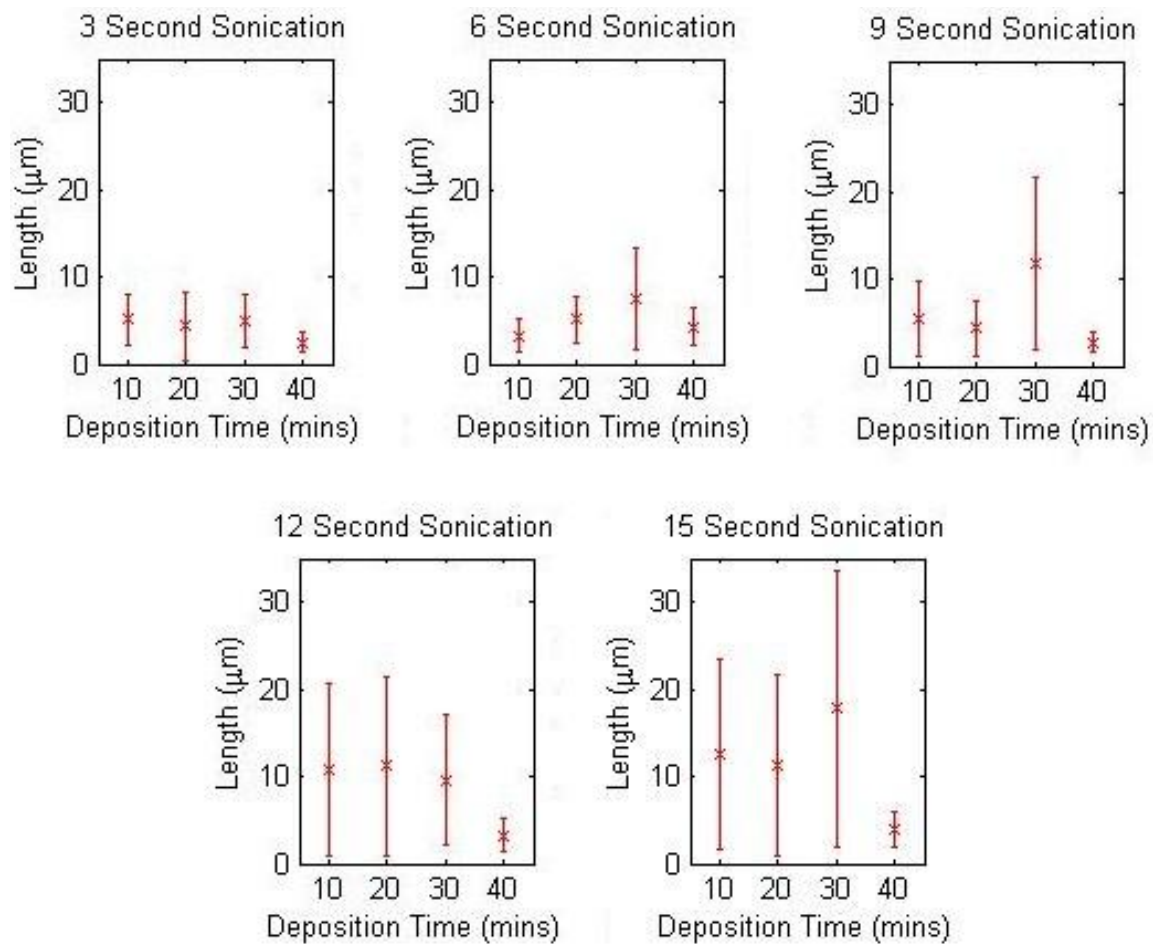 3 Second Sonication
30
20
10
0
Length (μm)
10 20 30 40
Deposition Time (mins)
6 Second Sonication
30
20
10
0
Length (μm)
10 20 30 40
Deposition Time (mins)
9 Second Sonication
30
20
10
0
Length (μm)
10 20 30 40
Deposition Time (mins)
12 Second Sonication
30
20
10
0
Length (μm)
10 20 30 40
Deposition Time (mins)
15 Second Sonication
30
20
10
0
Length (μm)
10 20 30 40
Deposition Time (mins)